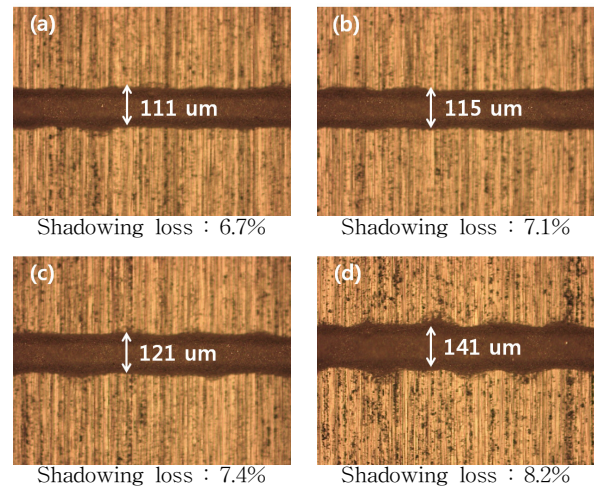 (a)
111 um
Shadowing loss : 6.7%
(b)
115 um
Shadowing loss : 7.1%
(c)
121 um
Shadowing loss : 7.4%
(d)
141 um
Shadowing loss : 8.2%